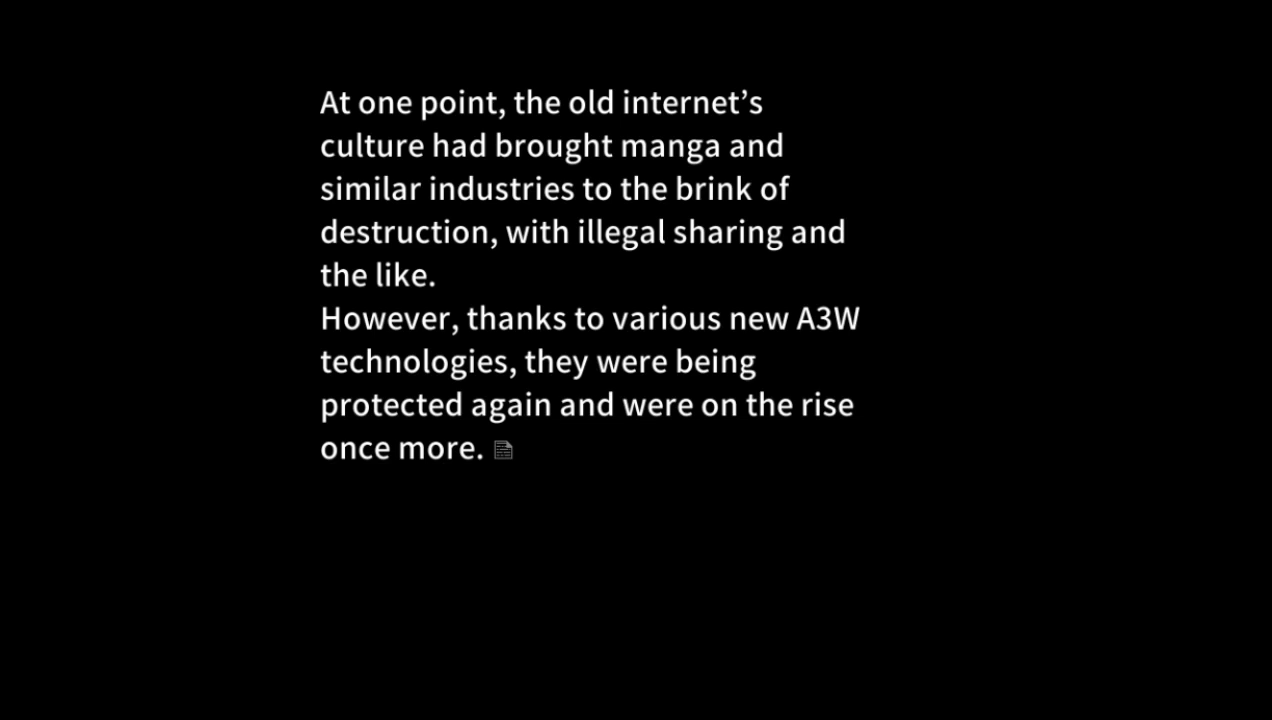 At one point, the old internet’s
culture had brought manga and
similar industries to the brink of
destruction, with illegal sharing and
the like.
However, thanks to various new A3W
technologies, they were being
protected again and were on the rise
once more.